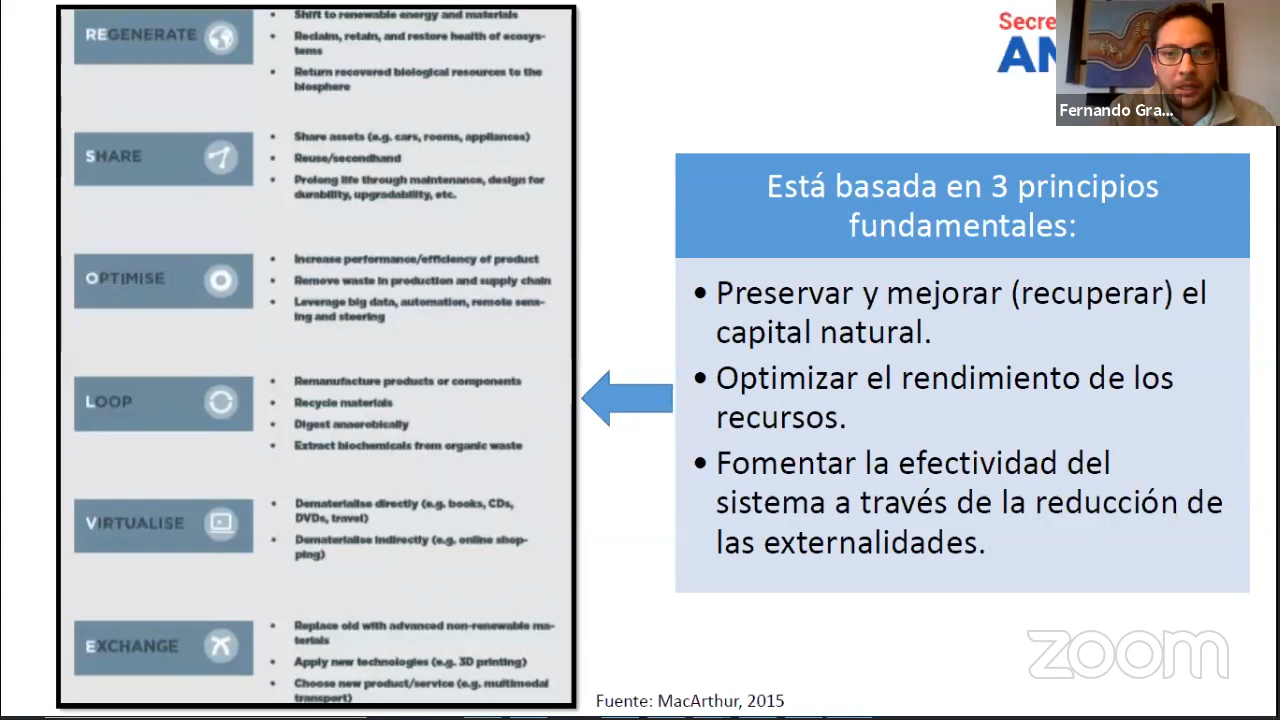 REGENERATE
Shift to renewable energy and materials
Reclaim, retain, and restore health of ecosys-
tems
Return recovered biological resources to the
biosphere
SHARE
Share assets (e.g. cars, rooms, appliances)
Reuse/secondhand
Prolong life through maintenance, design for
durability, upgradability, etc.
OPTIMISE
Increase performance/efficiency of product
Remove waste in production and supply chain
Leverage big data, automation, remote sens-
ing and steering
LOOP
Remanufacture products or components
Recycle materials
Digest anaerobically
Extract biochemicals from organic waste
VIRTUALISE
Dematerialise directly (e.g. books, CDs,
DVDs, travel)
Dematerialise indirectly (e.g. online shop-
ping)
EXCHANGE
Replace old with advanced non-renewable ma-
terials
Apply new technologies (e.g. 3D printing)
Choose new product/service (e.g. multimodal
transport)
Secre
AN
Fernando Gra...
Está basada en 3 principios
fundamentales:
• Preservar y mejorar (recuperar) el
capital natural.
• Optimizar el rendimiento de los
recursos.
• Fomentar la efectividad del
sistema a través de la reducción de
las externalidades.
Fuente: MacArthur, 2015
zoom